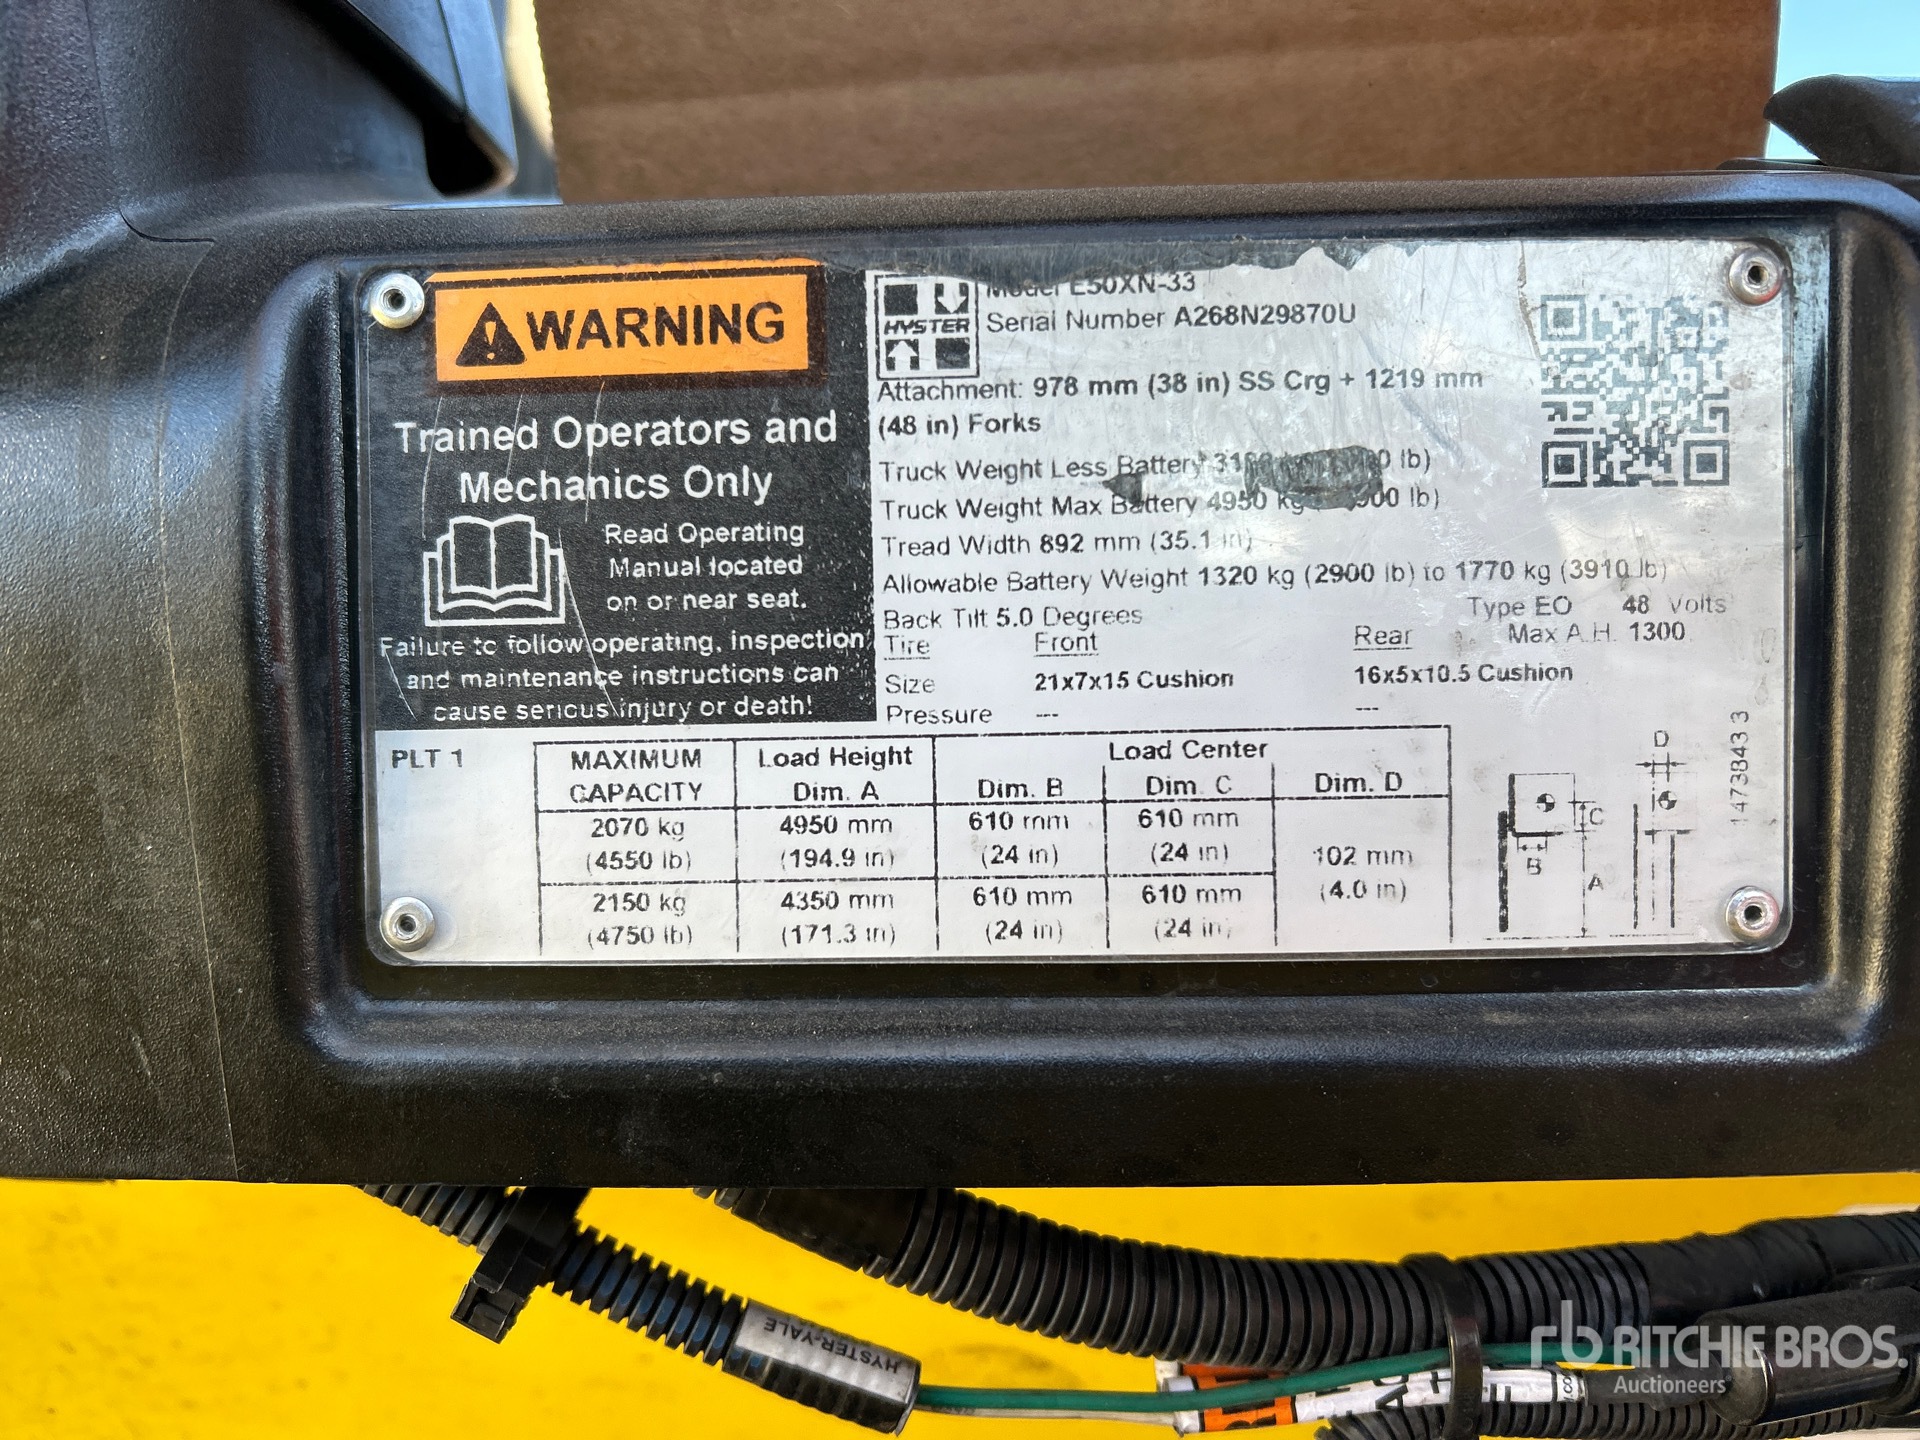 WARNING
Trained Operators and
Mechanics Only
Read Operating
Manual located
on or near seat.
Failure to follow operating, inspection
and maintenance instructions can
cause serious injury or death!
HYSTER
Model E50XN-33
Serial Number A268N29870U
Attachment: 978 mm (38 in) SS Crg + 1219 mm
(48 in) Forks
Truck Weight Less Battery lb)
Truck Weight Max Battery 4950 kg lb)
Tread Width 892 mm (35.1 in)
Allowable Battery Weight 1320 kg (2900 lb) to 1770 kg (3910 lb)
Back Tilt 5.0 Degrees Type EO 48 Volts
Tire Front Rear Max A.H. 1300
Size 21x7x15 Cushion 16x5x10.5 Cushion
Pressure --- ---
PLT 1
MAXIMUM CAPACITY Load Height Dim. A Load Center
Dim. B Dim. C Dim. D
2070 kg 4950 mm 610 mm 610 mm
(4550 lb) (194.9 in) (24 in) (24 in)
102 mm
(4.0 in)
2150 kg 4350 mm 610 mm 610 mm
(4750 lb) (171.3 in) (24 in) (24 in)
D
C
B
A
D
1473843 3
HYSTER-YALE
rb RITCHIE BROS.
Auctioneers